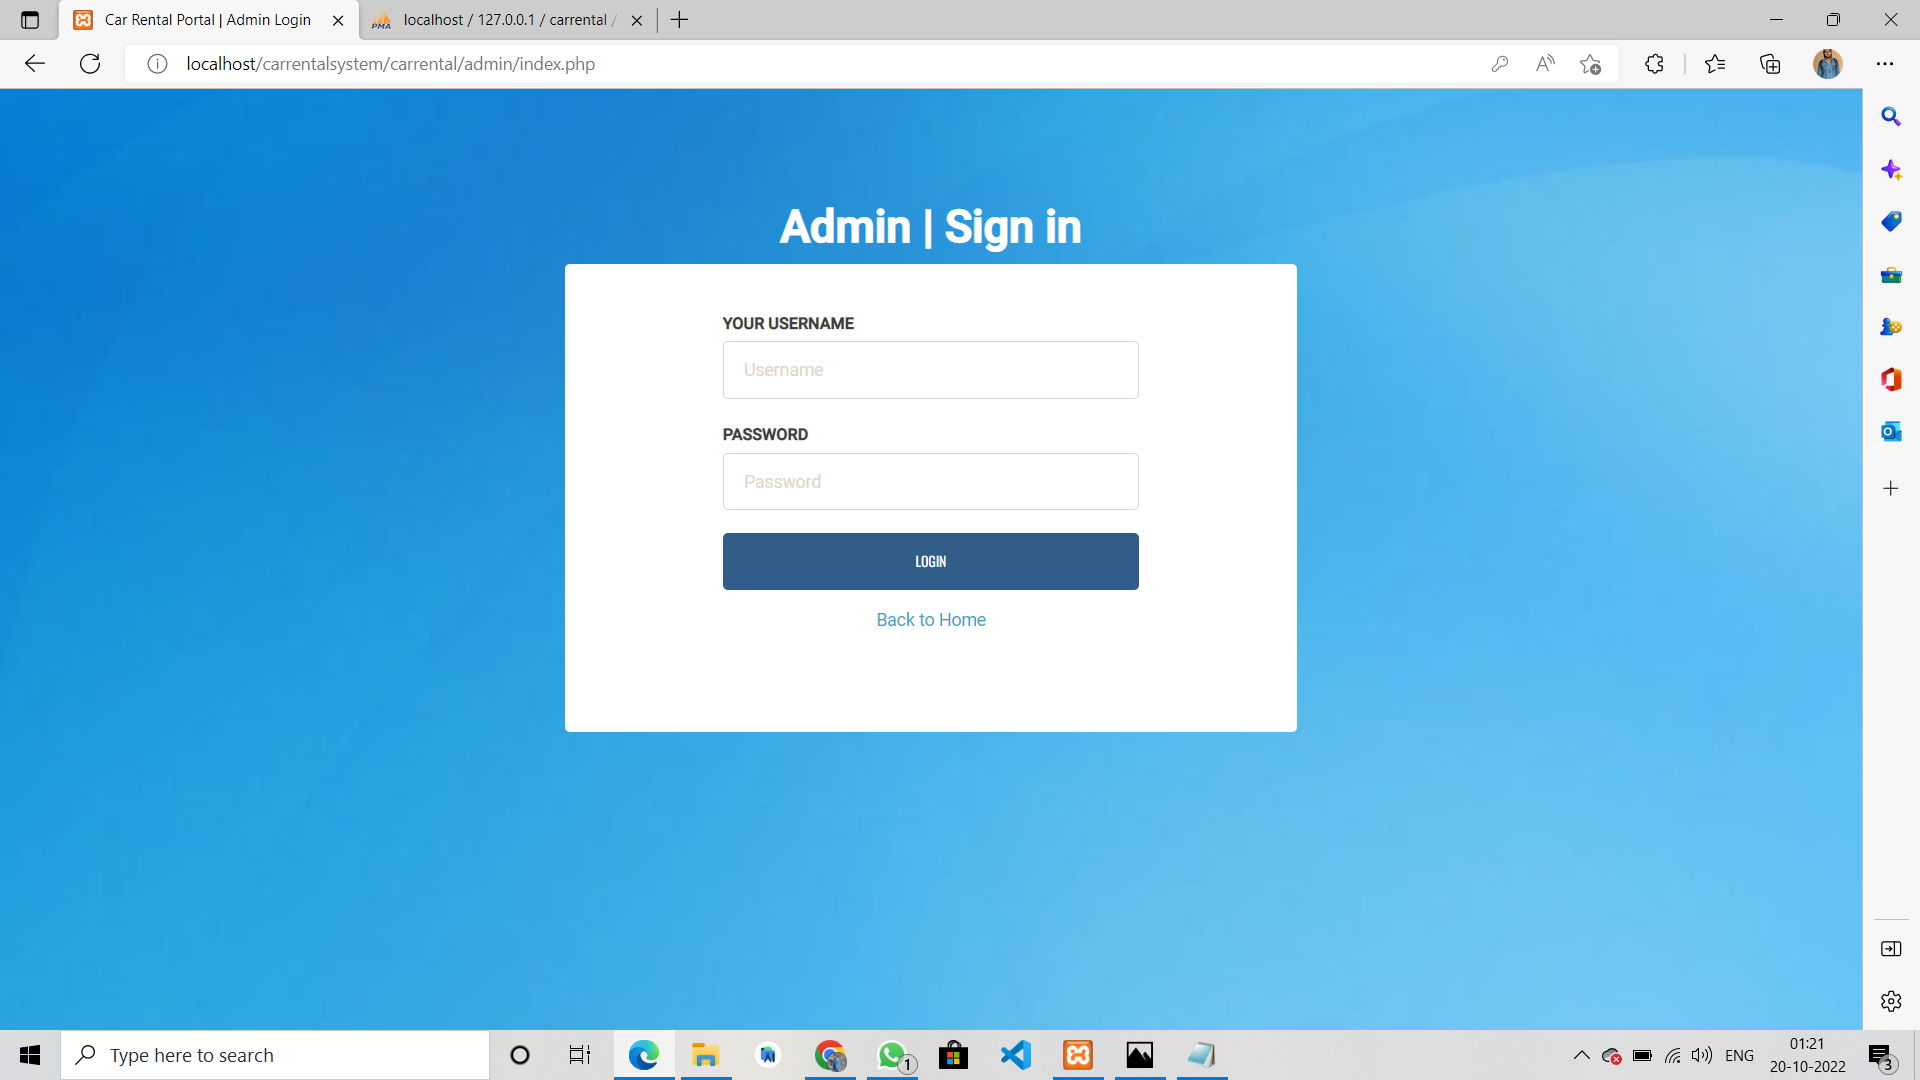 Car Rental Portal | Admin Login
localhost / 127.0.0.1 / carrental /
localhost/carrentalsystem/carrental/admin/index.php
Admin | Sign in
YOUR USERNAME
Username
PASSWORD
Password
LOGIN
Back to Home
Type here to search
1
ENG
01:21
20-10-2022
3